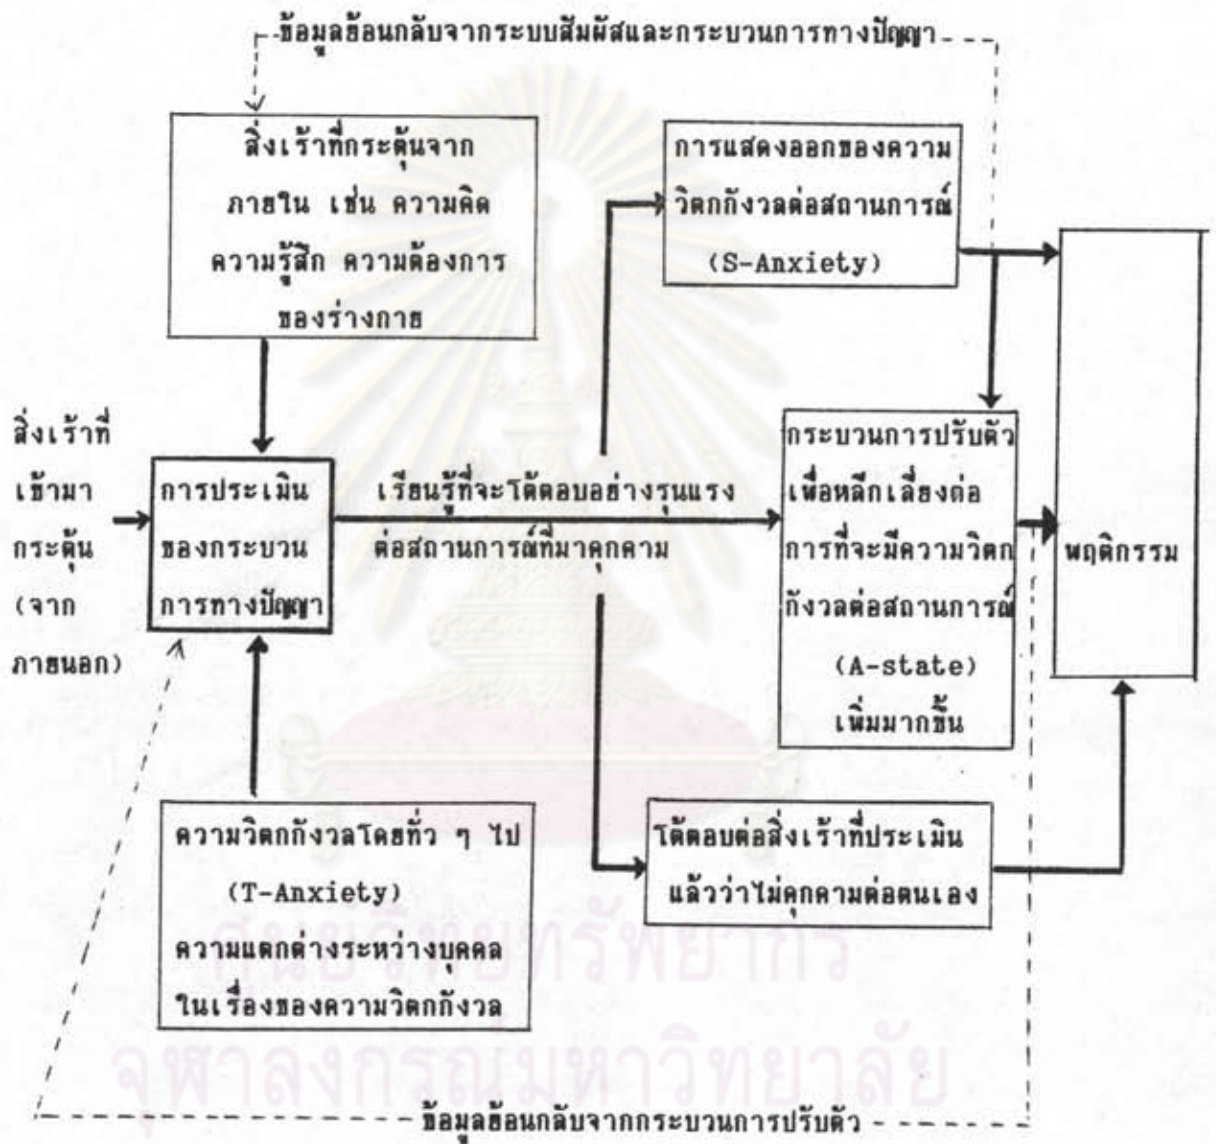 ข้อมูลย้อนกลับจากระบบสัมผัสและกระบวนการทางปัญญา
สิ่งเร้าที่กระตุ้นจาก
ภายใน เช่น ความคิด
ความรู้สึก ความต้องการ
ของร่างกาย
การแสดงออกของความ
วิตกกังวลต่อสถานการณ์
(S-Anxiety)
สิ่งเร้าที่
เข้ามา
กระตุ้น
(จาก
ภายนอก)
การประเมิน
ของกระบวน
การทางปัญญา
เรียนรู้ที่จะโต้ตอบอย่างรุนแรง
ต่อสถานการณ์ที่มาคุกคาม
กระบวนการปรับตัว
เพื่อหลีกเลี่ยงต่อ
การที่จะมีความวิตก
กังวลต่อสถานการณ์
(A-state)
เพิ่มมากขึ้น
พฤติกรรม
ความวิตกกังวลโดยทั่ว ๆ ไป
(T-Anxiety)
ความแตกต่างระหว่างบุคคล
ในเรื่องของความวิตกกังวล
โต้ตอบต่อสิ่งเร้าที่ประเมิน
แล้วว่าไม่คุกคามต่อตนเอง
ศูนย์วิทยทรัพยากร
จุฬาลงกรณ์มหาวิทยาลัย
ข้อมูลย้อนกลับจากกระบวนการปรับตัว